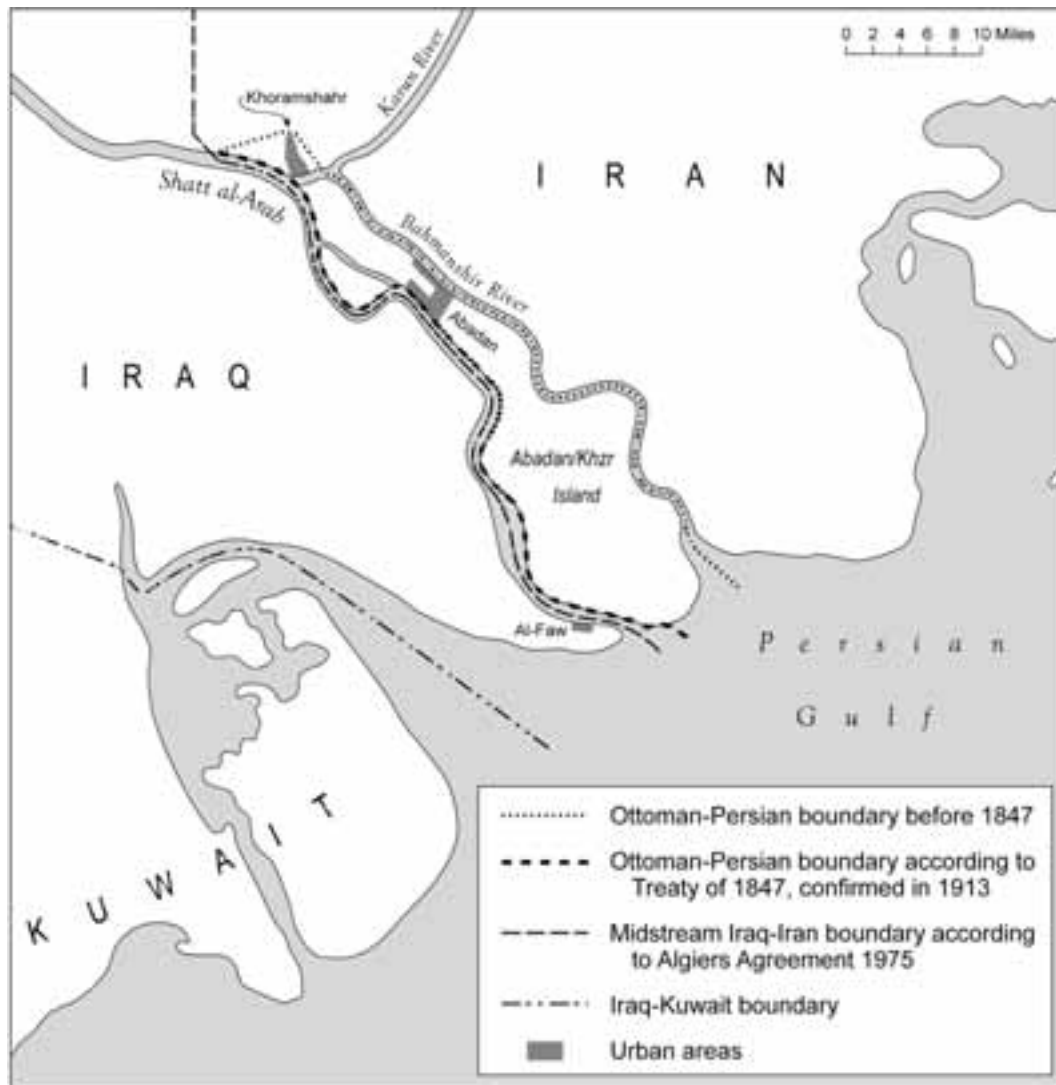 0 2 4 6 8 10 Miles
Khoramshahr
Karun River
I R A N
Shatt al-Arab
Bahmanshir River
Abadan
I R A Q
Abadan/Khzr
Island
Al-Faw
P e r s i a n
G u l f
K U W A I T
Ottoman-Persian boundary before 1847
Ottoman-Persian boundary according to
Treaty of 1847, confirmed in 1913
Midstream Iraq-Iran boundary according
to Algiers Agreement 1975
Iraq-Kuwait boundary
Urban areas